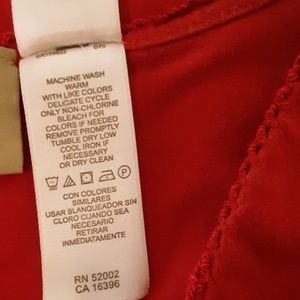 MACHINE WASH
WARM
WITH LIKE COLORS
DELICATE CYCLE
ONLY NON-CHLORINE
BLEACH FOR
COLORS IF NEEDED
REMOVE PROMPTLY
TUMBLE DRY LOW
COOL IRON IF
NECESSARY
OR DRY CLEAN
CON COLORES
SIMILARES
USAR BLANQUEADOR SIN
CLORO CUANDO SEA
NECESARIO
RETIRAR
INMEDIATAMENTE
RN 52002
CA 16396